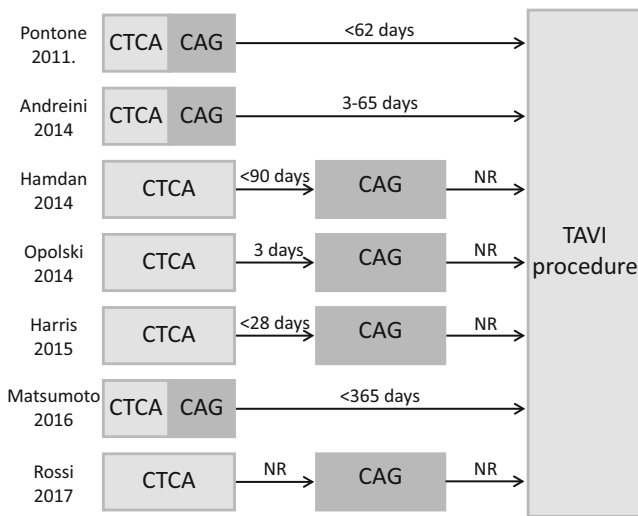 Pontone
2011.
CTCA CAG
<62 days
Andreini
2014
CTCA CAG
3-65 days
Hamdan
2014
CTCA
<90 days
CAG
NR
Opolski
2014
CTCA
3 days
CAG
NR
Harris
2015
CTCA
<28 days
CAG
NR
Matsumoto
2016
CTCA CAG
<365 days
Rossi
2017
CTCA
NR
CAG
NR
TAVI
procedure